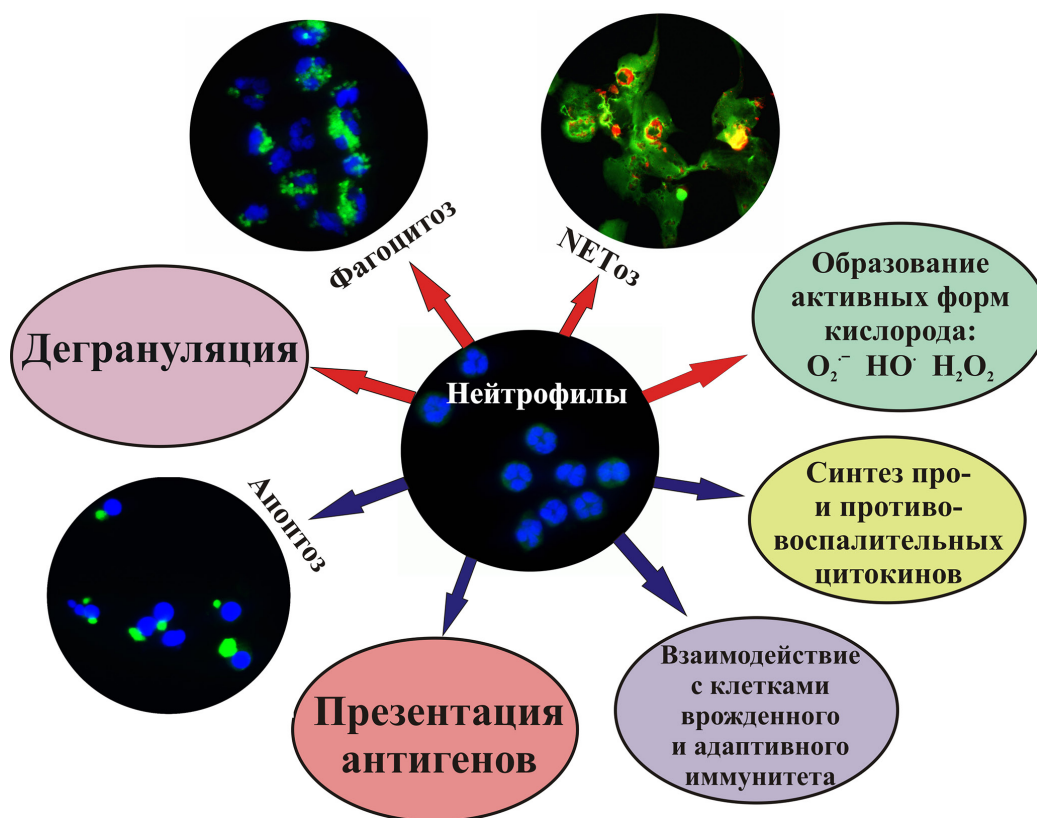 Фагоцитоз
NETоз
Образование
активных форм
кислорода:
O₂·⁻ HO· H₂O₂
Дегрануляция
Нейтрофилы
Синтез про-
и противо-
воспалительных
цитокинов
Апоптоз
Взаимодействие
с клетками
врожденного
и адаптивного
иммунитета
Презентация
антигенов